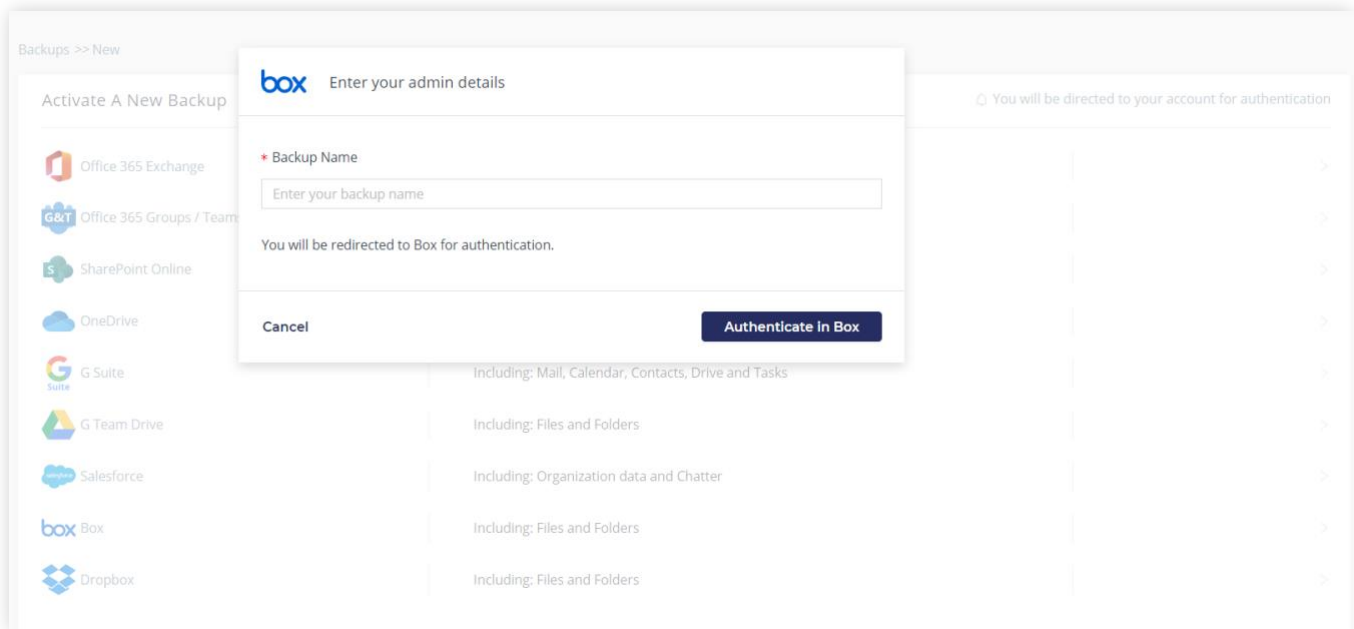 Backups >> New
box Enter your admin details
Activate A New Backup
You will be directed to your account for authentication
* Backup Name
Enter your backup name
You will be redirected to Box for authentication.
Cancel
Authenticate in Box
Office 365 Exchange
G&T Office 365 Groups / Teams
S SharePoint Online
OneDrive
G Suite G Suite Including: Mail, Calendar, Contacts, Drive and Tasks
G Team Drive Including: Files and Folders
salesforce Salesforce Including: Organization data and Chatter
box Box Including: Files and Folders
Dropbox Including: Files and Folders